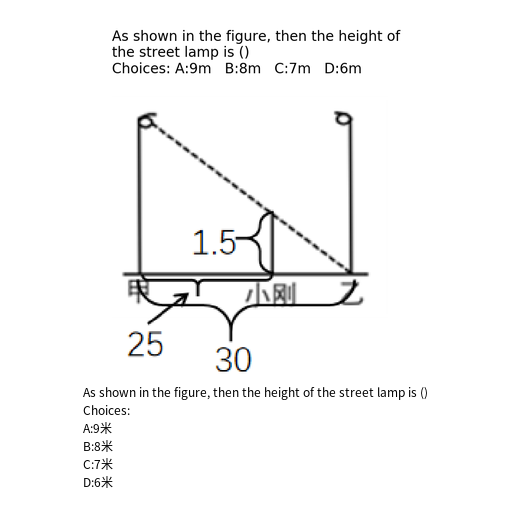 As shown in the figure, then the height of
the street lamp is ()
Choices: A:9m   B:8m   C:7m   D:6m
1.5
甲
小刚
乙
25
30
As shown in the figure, then the height of the street lamp is ()
Choices:
A:9米
B:8米
C:7米
D:6米